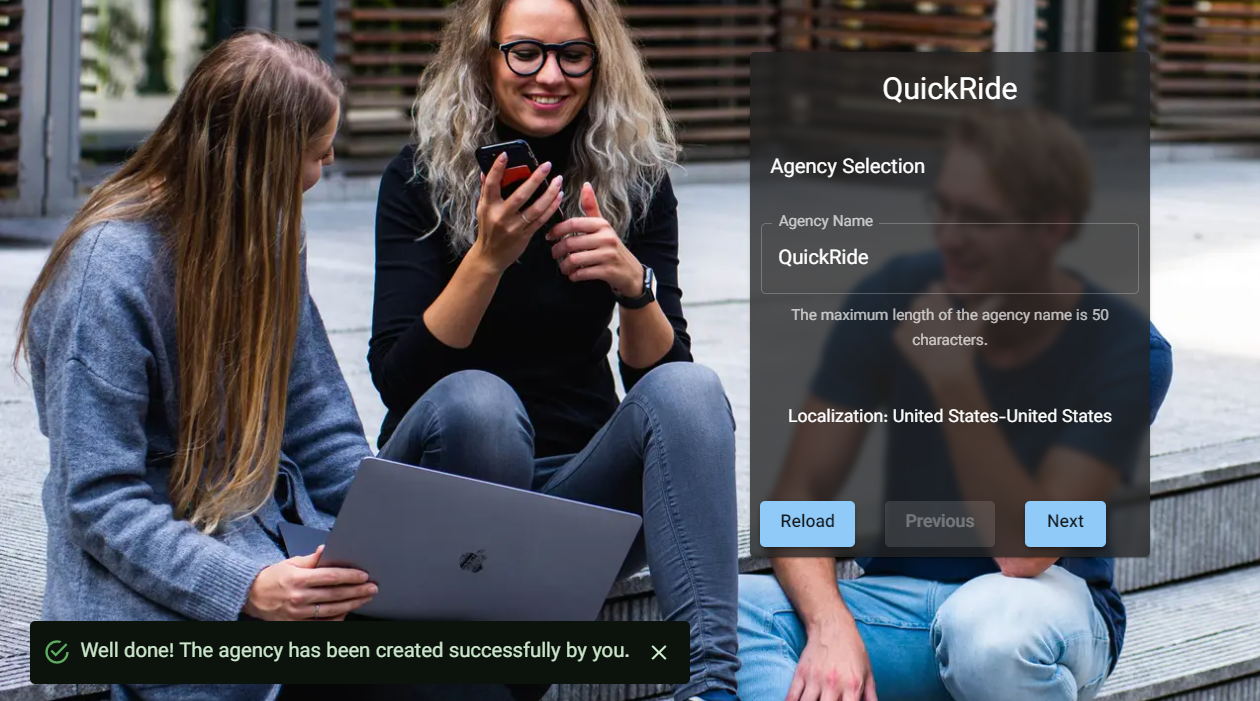 QuickRide
Agency Selection
Agency Name
QuickRide
The maximum length of the agency name is 50
characters.
Localization: United States-United States
Reload
Previous
Next
Well done! The agency has been created successfully by you.